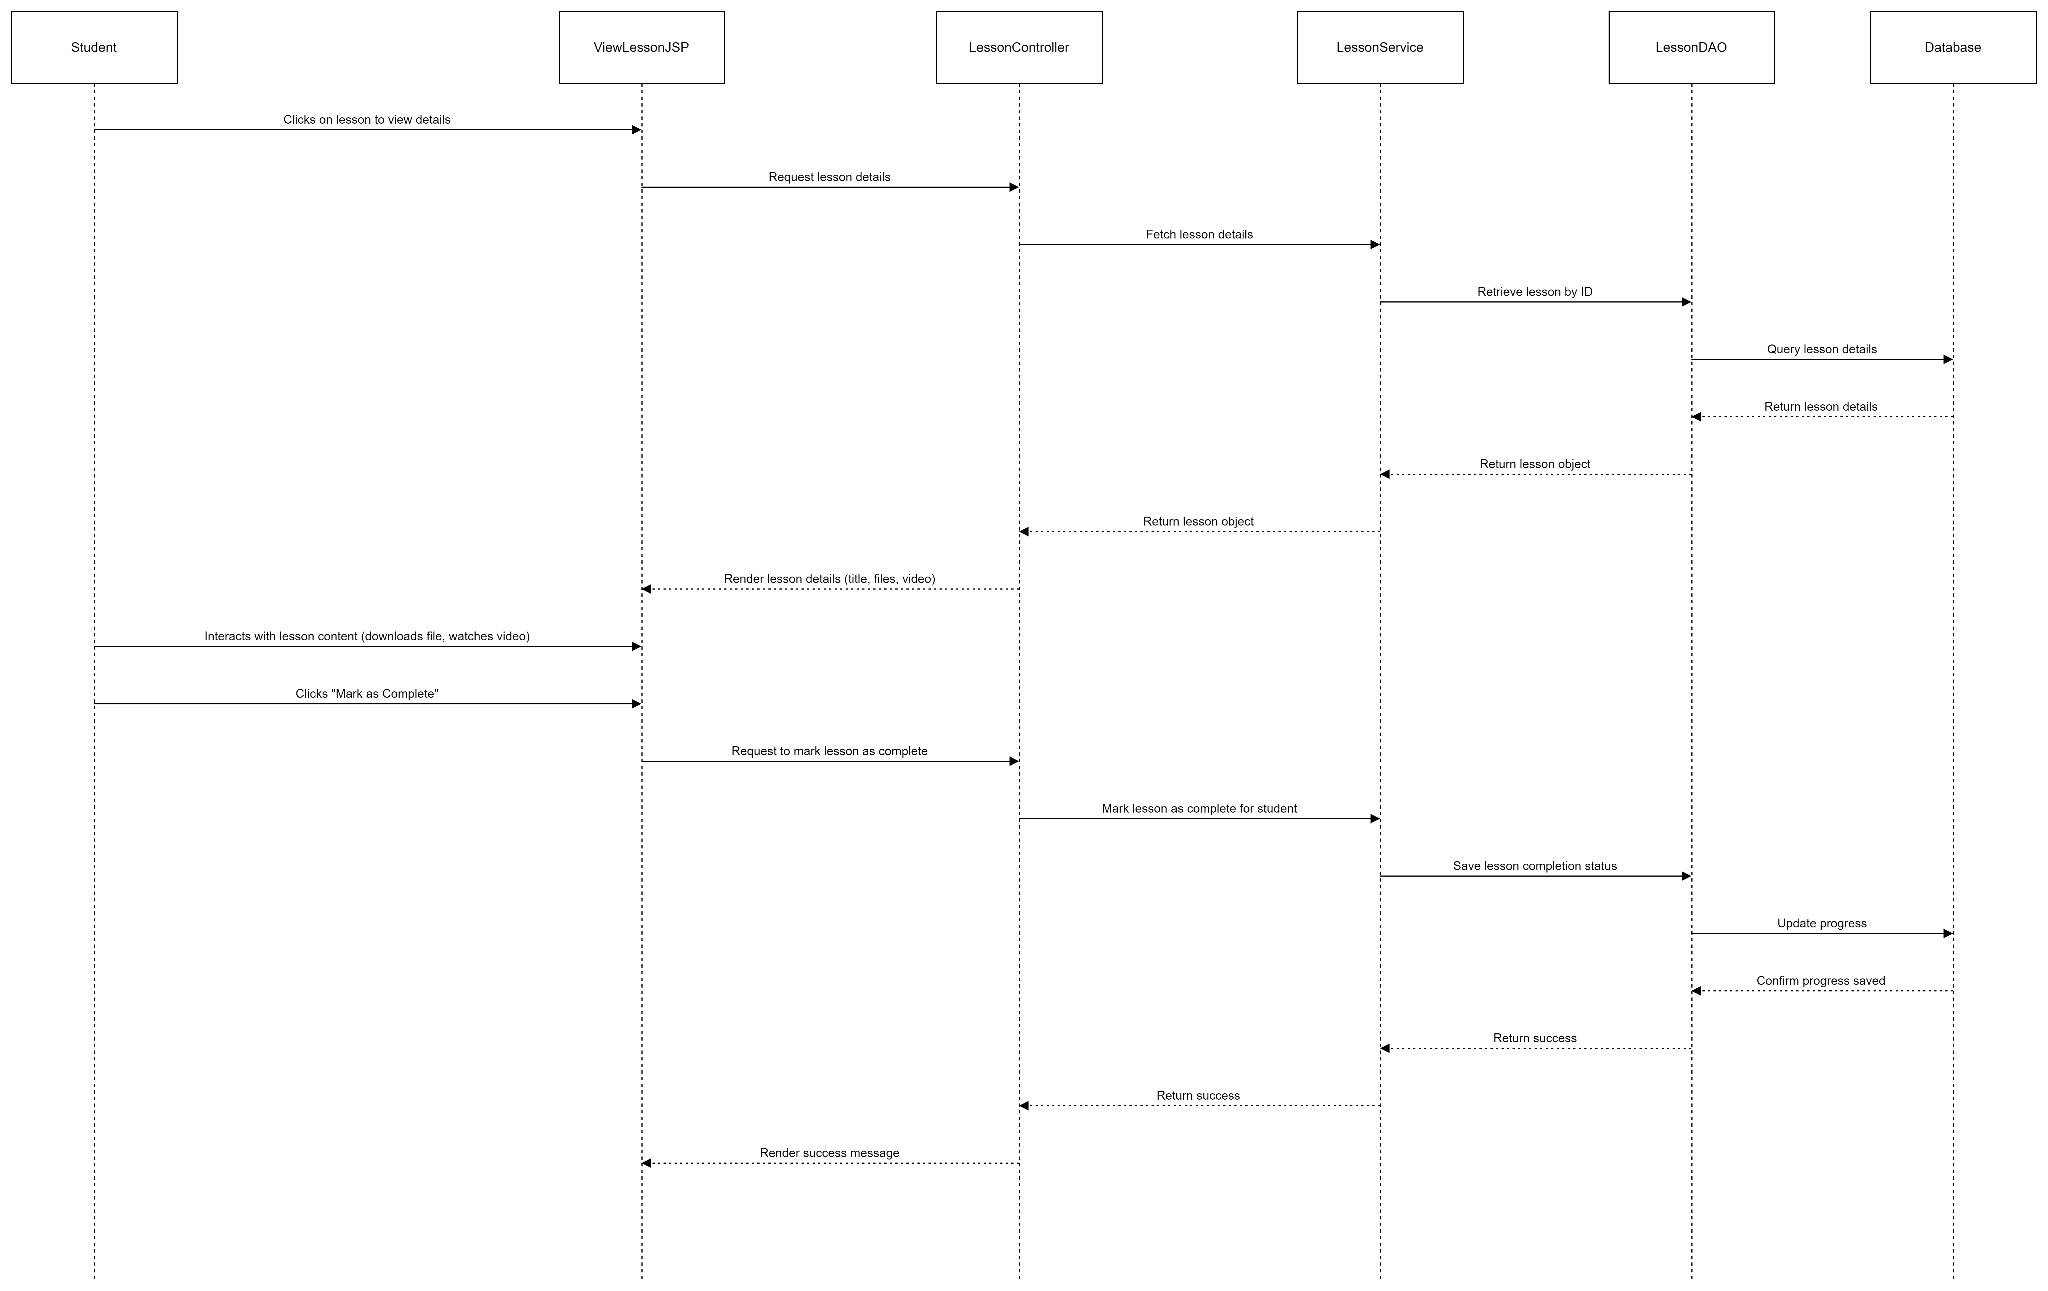 Student
ViewLessonJSP
LessonController
LessonService
LessonDAO
Database
Clicks on lesson to view details
Request lesson details
Fetch lesson details
Retrieve lesson by ID
Query lesson details
Return lesson details
Return lesson object
Return lesson object
Render lesson details (title, files, video)
Interacts with lesson content (downloads file, watches video)
Clicks "Mark as Complete"
Request to mark lesson as complete
Mark lesson as complete for student
Save lesson completion status
Update progress
Confirm progress saved
Return success
Return success
Render success message